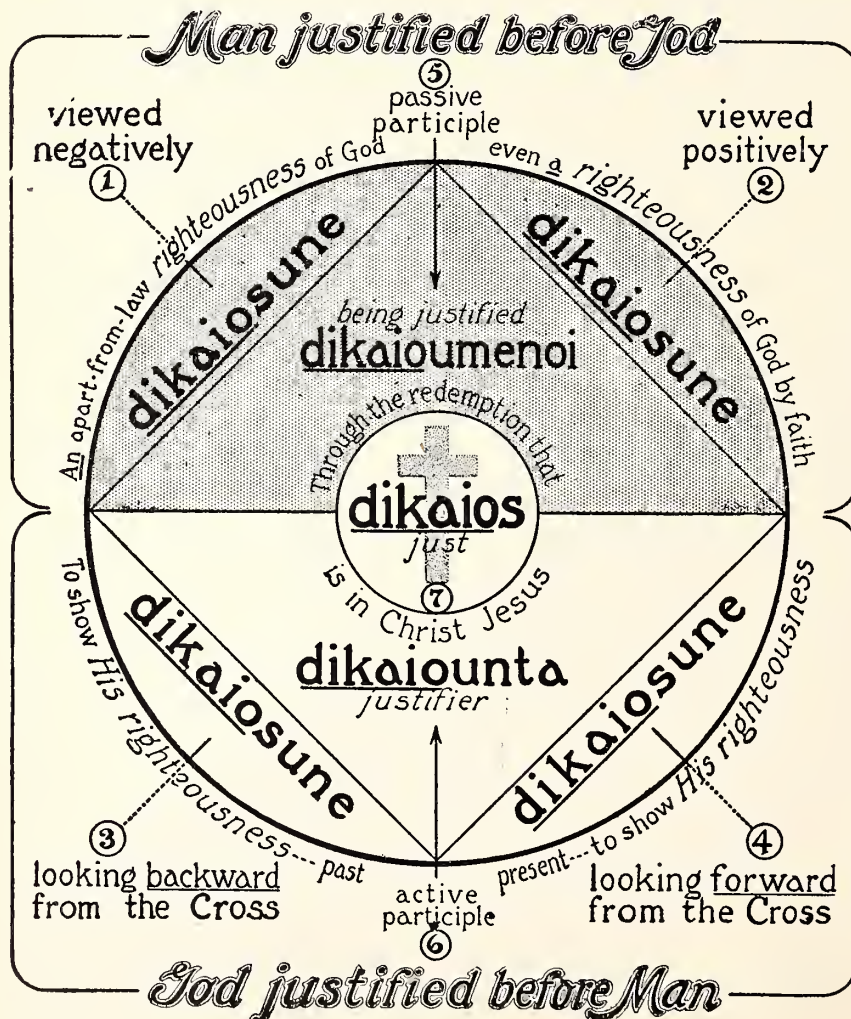 Man justified before God
⑤
passive
participle
viewed
negatively
①
viewed
positively
②
An apart-from-law righteousness of God
even a righteousness of God by faith
dikaiosune
dikaiosune
being justified
dikaioumenoi
Through the redemption that
dikaios
just
⑦
is in Christ Jesus
dikaiounta
justifier
dikaiosune
dikaiosune
To show His righteousness...past
present...to show His righteousness
③
looking backward
from the Cross
④
looking forward
from the Cross
active
participle
⑥
God justified before Man